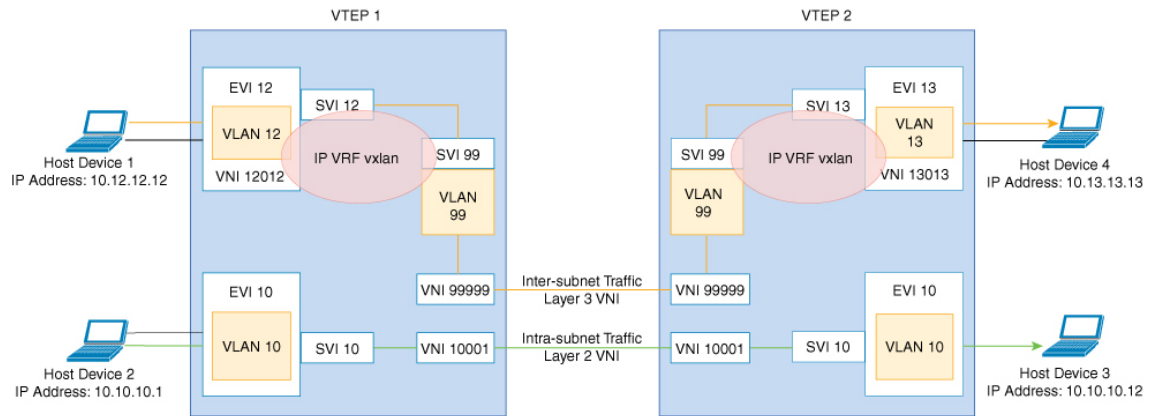 VTEP 1
VTEP 2
EVI 12
SVI 12
VLAN 12
IP VRF vxlan
VNI 12012
SVI 99
VLAN
99
VNI 99999
Host Device 1
IP Address: 10.12.12.12
EVI 13
SVI 13
VLAN
13
IP VRF vxlan
VNI 13013
SVI 99
VLAN
99
VNI 99999
Host Device 4
IP Address: 10.13.13.13
Inter-subnet Traffic
Layer 3 VNI
EVI 10
VLAN 10
SVI 10
VNI 10001
Host Device 2
IP Address: 10.10.10.1
Intra-subnet Traffic
Layer 2 VNI
VNI 10001
SVI 10
EVI 10
VLAN 10
Host Device 3
IP Address: 10.10.10.12